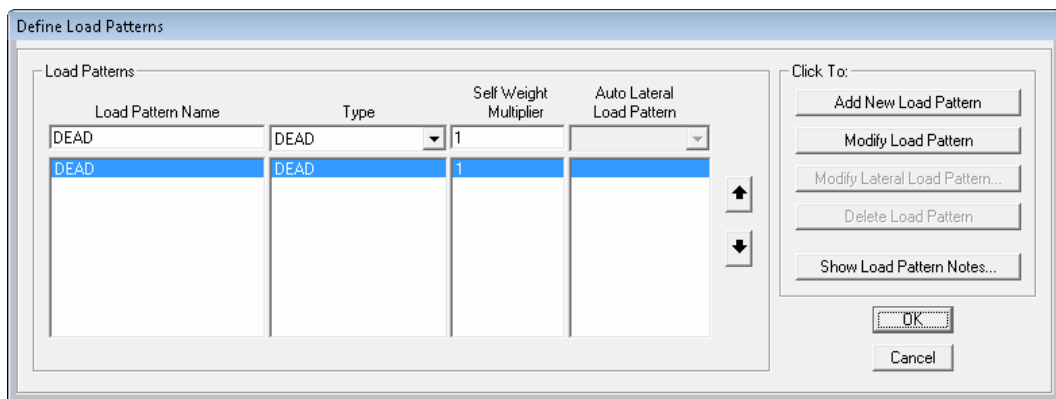 Define Load Patterns
Load Patterns
Load Pattern Name
Type
Self Weight
Multiplier
Auto Lateral
Load Pattern
DEAD
DEAD
1
DEAD
DEAD
1
Click To:
Add New Load Pattern
Modify Load Pattern
Modify Lateral Load Pattern...
Delete Load Pattern
Show Load Pattern Notes...
OK
Cancel